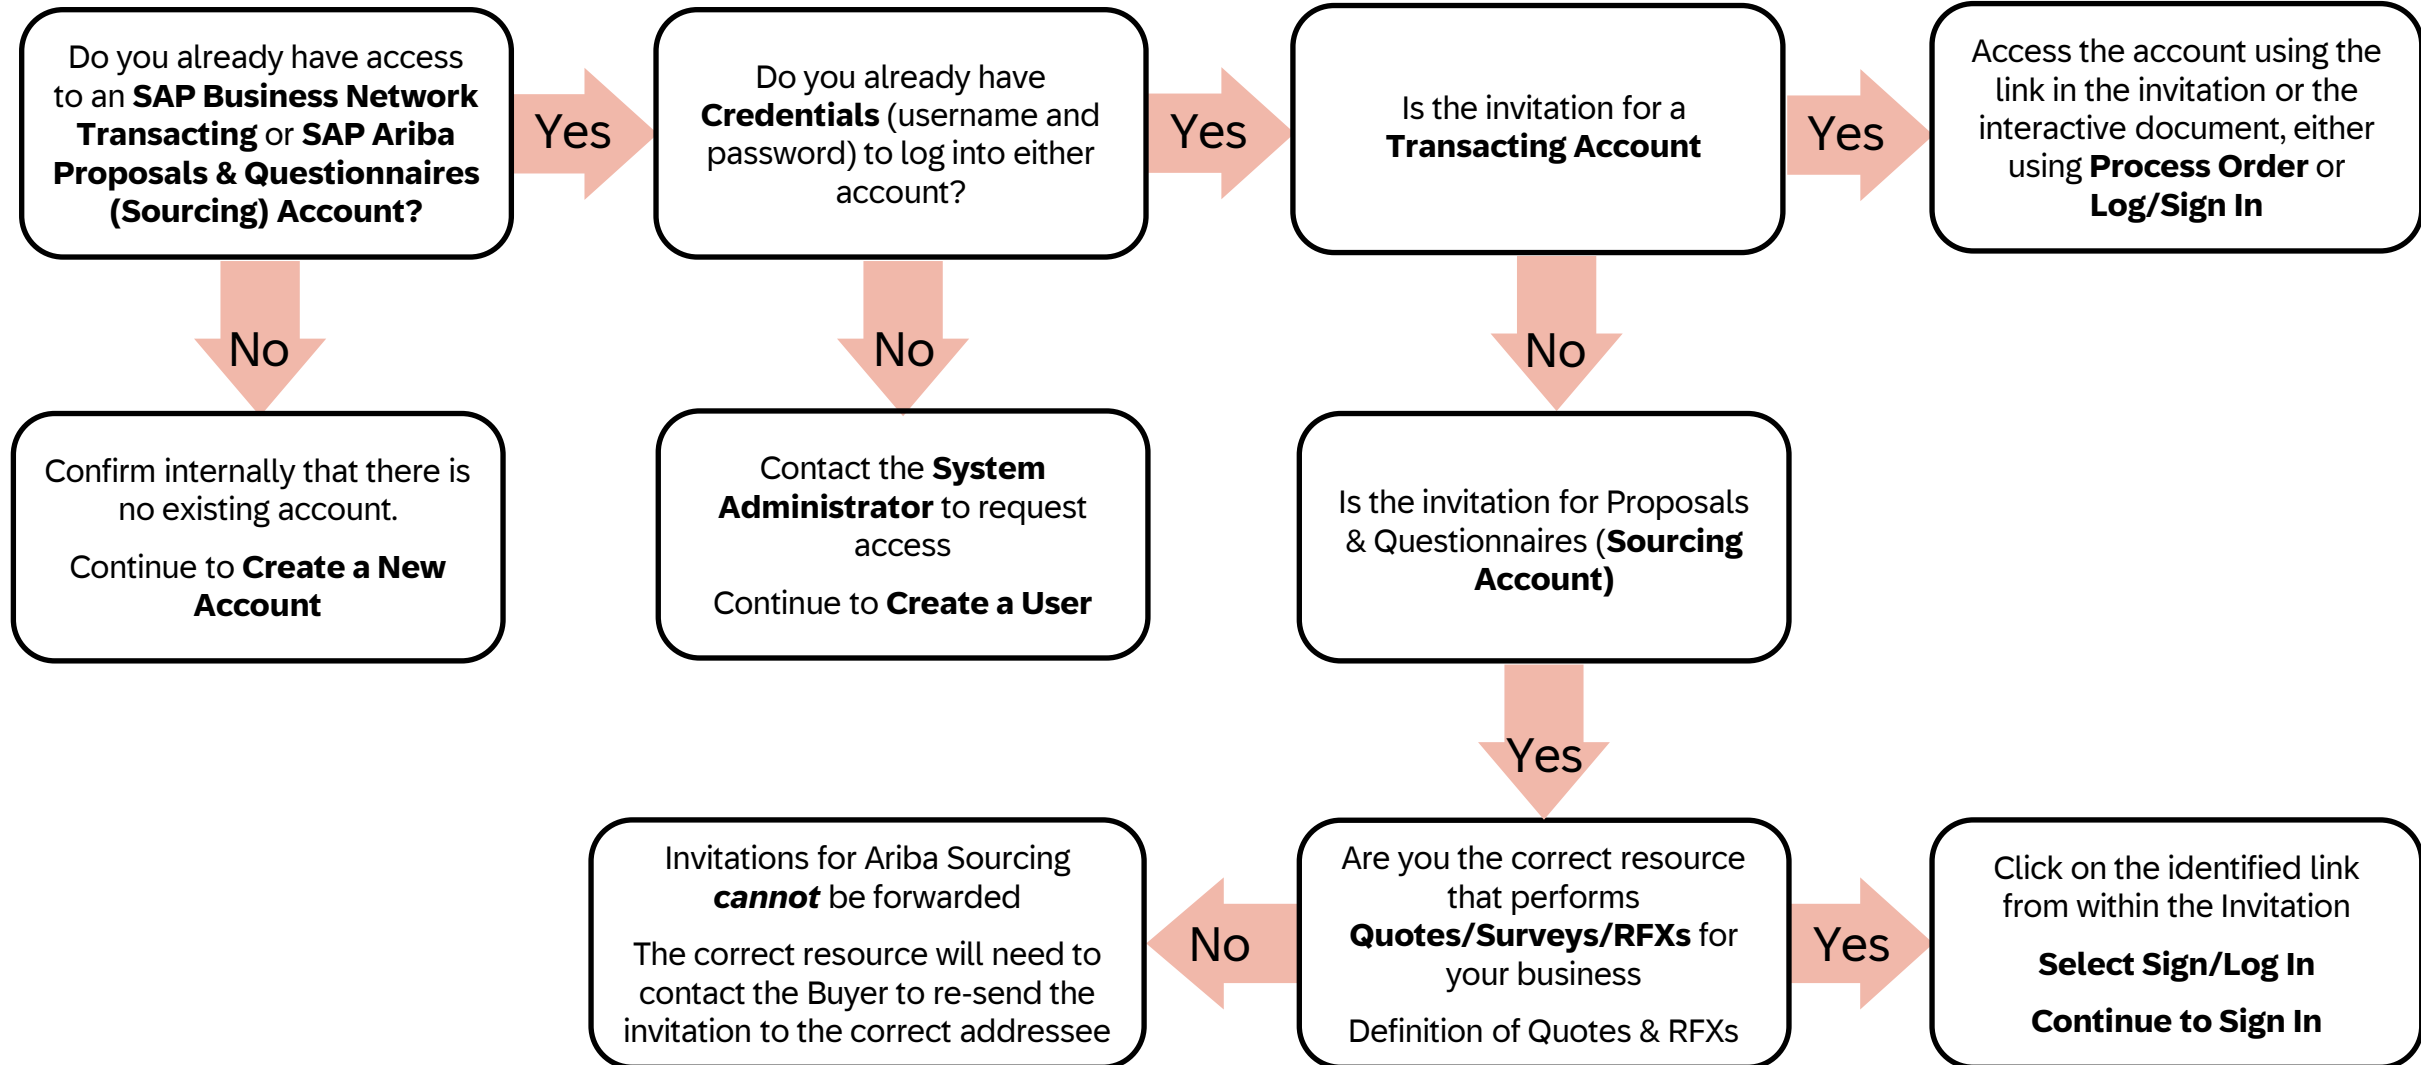 Do you already have access
to an SAP Business Network
Transacting or SAP Ariba
Proposals & Questionnaires
(Sourcing) Account?
Yes
Do you already have
Credentials (username and
password) to log into either
account?
Yes
Is the invitation for a
Transacting Account
Yes
Access the account using the
link in the invitation or the
interactive document, either
using Process Order or
Log/Sign In
No
No
No
Confirm internally that there is
no existing account.
Continue to Create a New
Account
Contact the System
Administrator to request
access
Continue to Create a User
Is the invitation for Proposals
& Questionnaires (Sourcing
Account)
Yes
Invitations for Ariba Sourcing
cannot be forwarded
The correct resource will need to
contact the Buyer to re-send the
invitation to the correct addressee
No
Are you the correct resource
that performs
Quotes/Surveys/RFXs for
your business
Definition of Quotes & RFXs
Yes
Click on the identified link
from within the Invitation
Select Sign/Log In
Continue to Sign In